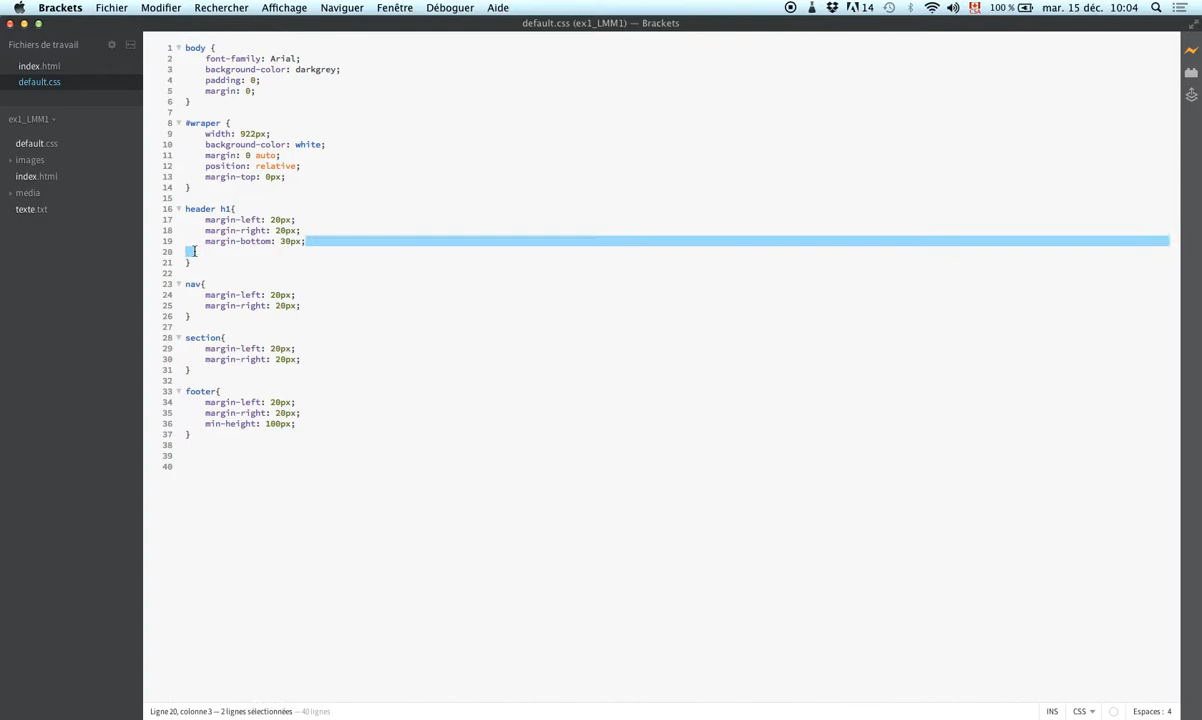 Brackets Fichier Modifier Rechercher Affichage Naviguer Fenêtre Déboguer Aide 14 100 % mar. 15 déc. 10:04
default.css (ex1_LMM1) — Brackets
Fichiers de travail
index.html
default.css
ex1_LMM1
default.css
images
index.html
media
texte.txt
1 body {
2 font-family: Arial;
3 background-color: darkgrey;
4 padding: 0;
5 margin: 0;
6 }
7
8 #wraper {
9 width: 922px;
10 background-color: white;
11 margin: 0 auto;
12 position: relative;
13 margin-top: 0px;
14 }
15
16 header h1{
17 margin-left: 20px;
18 margin-right: 20px;
19 margin-bottom: 30px;
20
21 }
22
23 nav{
24 margin-left: 20px;
25 margin-right: 20px;
26 }
27
28 section{
29 margin-left: 20px;
30 margin-right: 20px;
31 }
32
33 footer{
34 margin-left: 20px;
35 margin-right: 20px;
36 min-height: 100px;
37 }
38
39
40
Ligne 20, colonne 3 — 2 lignes sélectionnées — 40 lignes INS CSS Espaces : 4